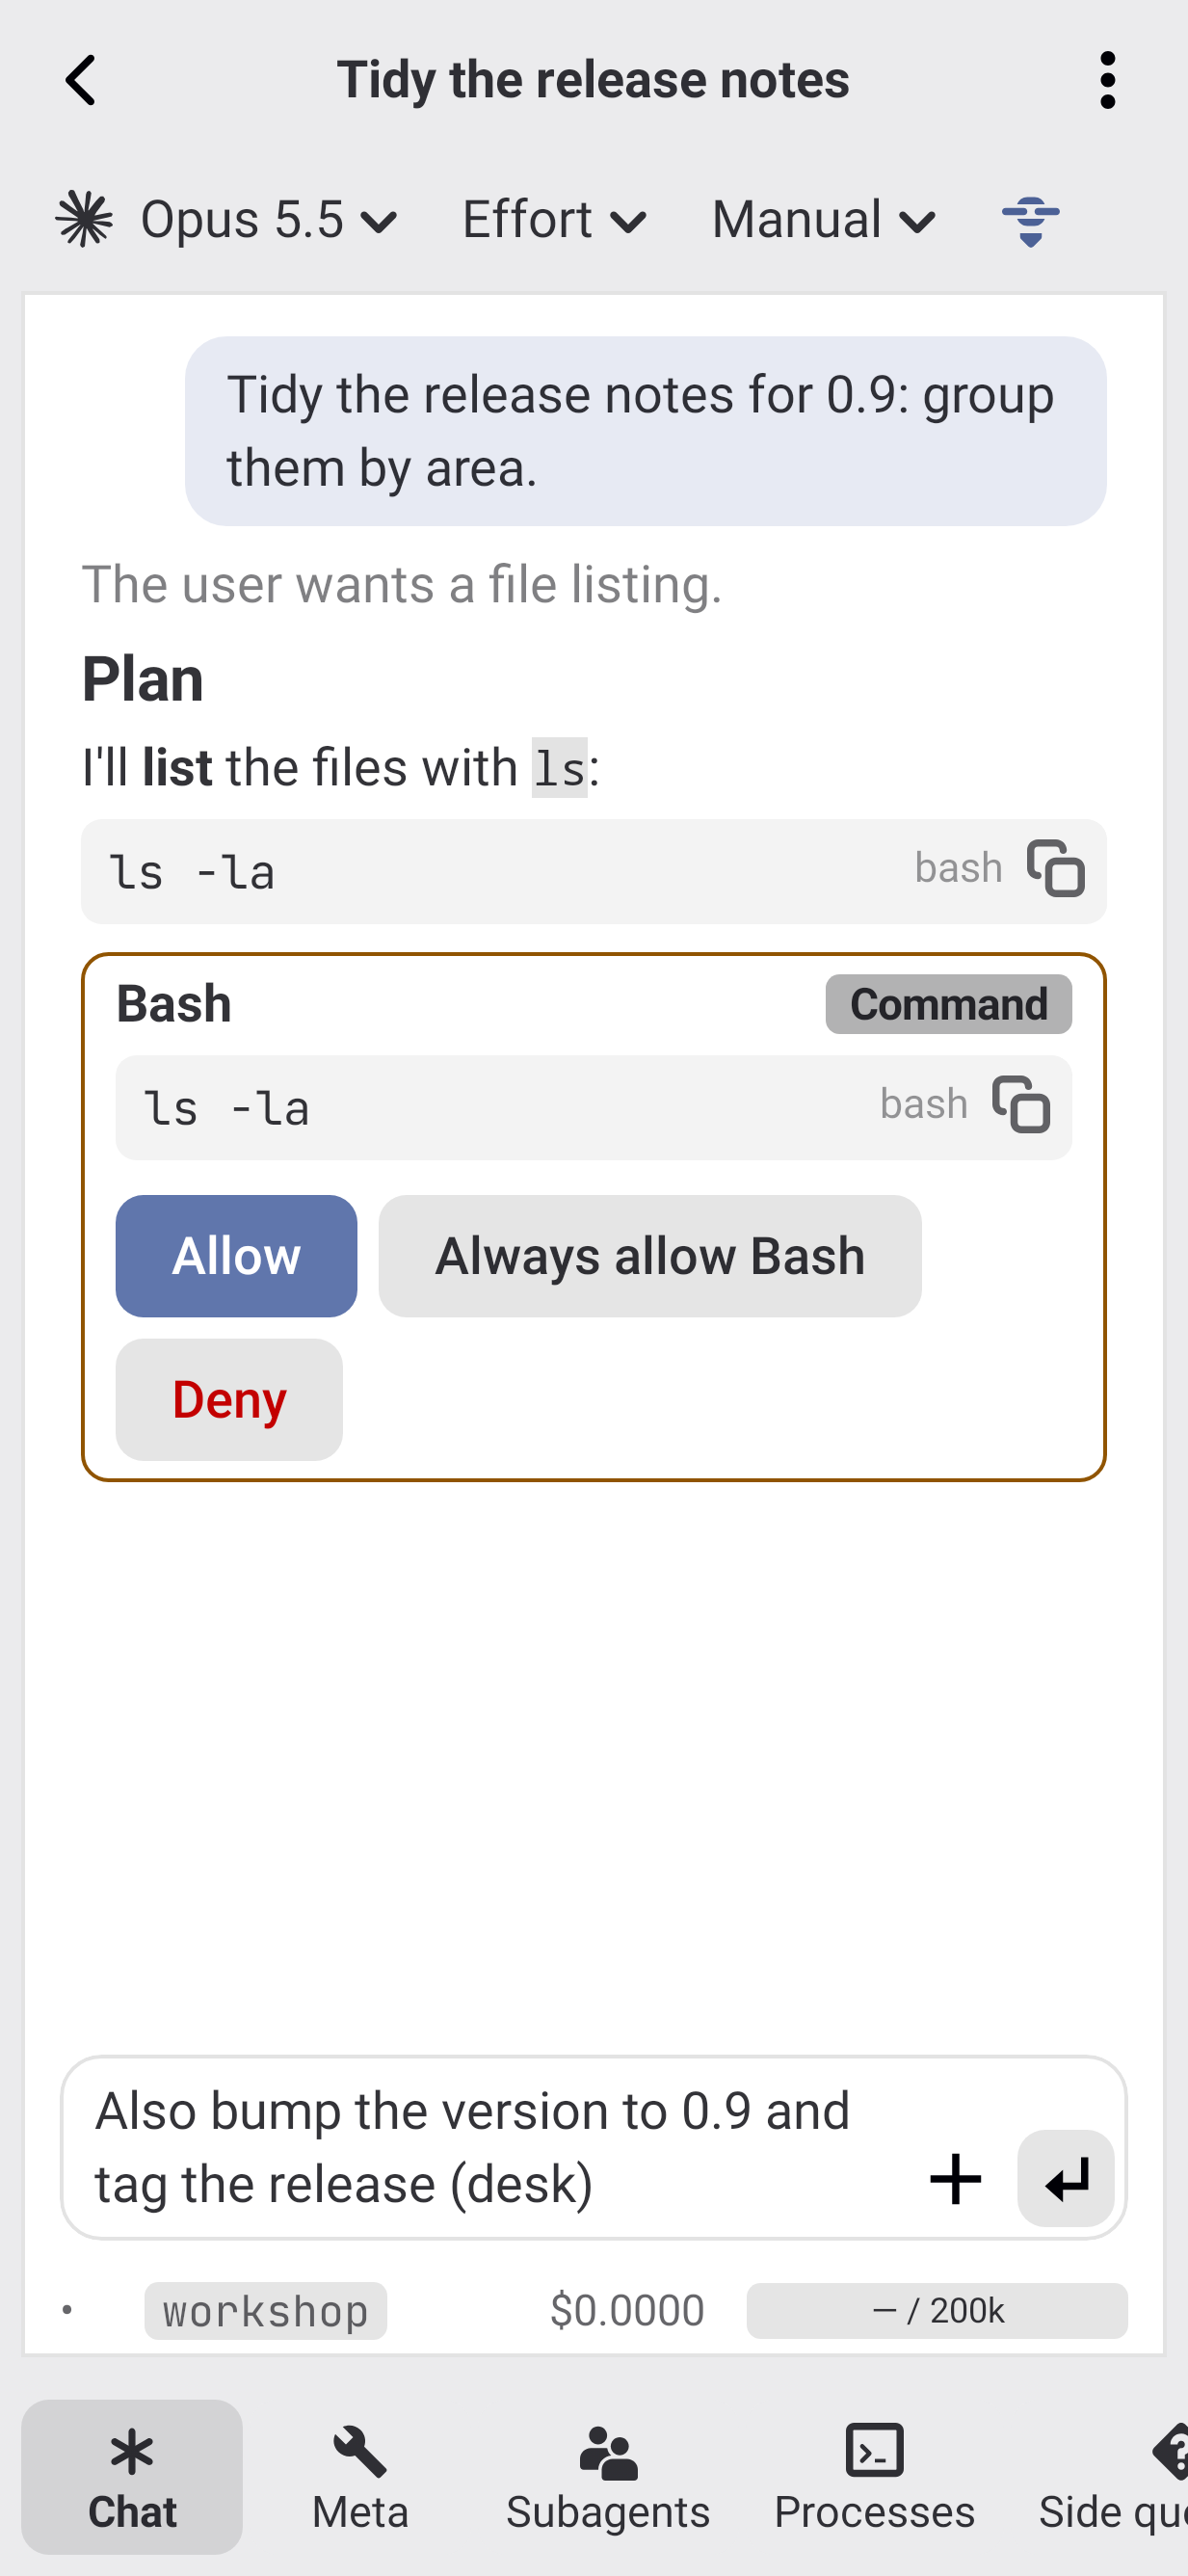 Tidy the release notes
Opus 5.5 Effort Manual
Tidy the release notes for 0.9: group
them by area.
The user wants a file listing.
Plan
I'll list the files with ls:
ls -la bash
Bash Command
ls -la bash
Allow Always allow Bash
Deny
Also bump the version to 0.9 and
tag the release (desk)
• workshop $0.0000 — / 200k
Chat Meta Subagents Processes Side